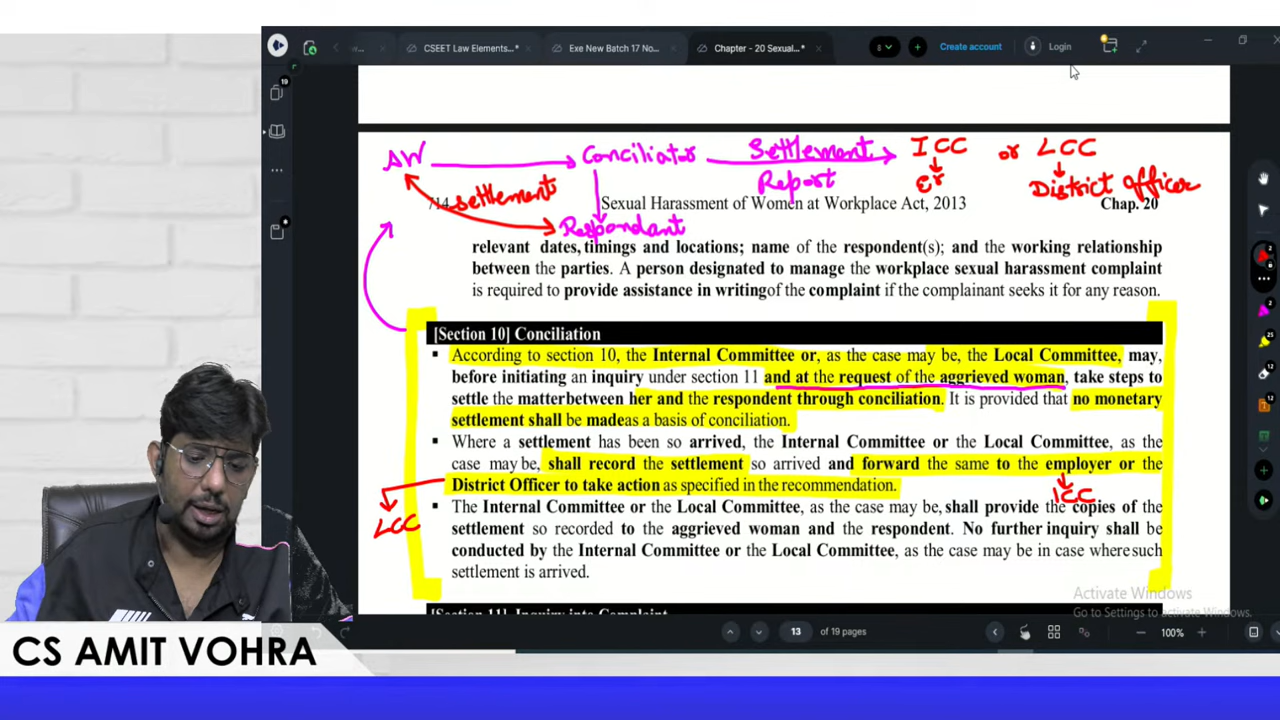 CSEET Law Elements...*
Exe New Batch 17 No...
Chapter - 20 Sexual...*
8
Create account
Login
19
AW
Conciliator
Settlement
Report
ICC or LCC
Er
District Officer
settlements
Respondant
/14
Sexual Harassment of Women at Workplace Act, 2013
Chap. 20
relevant dates, timings and locations; name of the respondent(s); and the working relationship
between the parties. A person designated to manage the workplace sexual harassment complaint
is required to provide assistance in writingof the complaint if the complainant seeks it for any reason.
[Section 10] Conciliation
▪ According to section 10, the Internal Committee or, as the case may be, the Local Committee, may,
before initiating an inquiry under section 11 and at the request of the aggrieved woman, take steps to
settle the matterbetween her and the respondent through conciliation. It is provided that no monetary
settlement shall be madeas a basis of conciliation.
▪ Where a settlement has been so arrived, the Internal Committee or the Local Committee, as the
case may be, shall record the settlement so arrived and forward the same to the employer or the
District Officer to take action as specified in the recommendation.
ICC
LCC
▪ The Internal Committee or the Local Committee, as the case may be, shall provide the copies of the
settlement so recorded to the aggrieved woman and the respondent. No further inquiry shall be
conducted by the Internal Committee or the Local Committee, as the case may be in case where such
settlement is arrived.
[Section 11] Inquiry into Complaint
Activate Windows
Go to Settings to activate Windows.
13 of 19 pages
100%
CS AMIT VOHRA